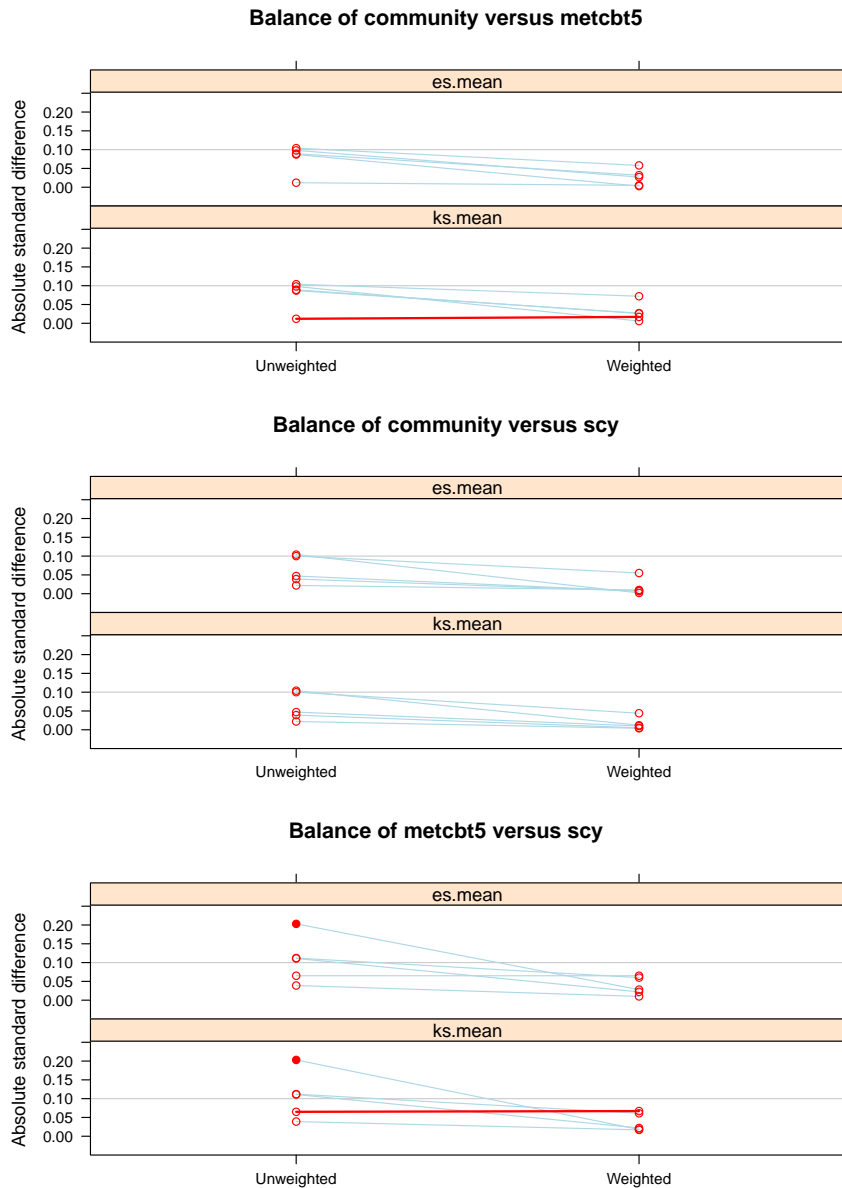 Balance of community versus metcbt5
es.mean
0.20
0.15
0.10
0.05
0.00
ks.mean
0.20
0.15
0.10
0.05
0.00
Absolute standard difference
Unweighted
Weighted
Balance of community versus scy
es.mean
0.20
0.15
0.10
0.05
0.00
ks.mean
0.20
0.15
0.10
0.05
0.00
Absolute standard difference
Unweighted
Weighted
Balance of metcbt5 versus scy
es.mean
0.20
0.15
0.10
0.05
0.00
ks.mean
0.20
0.15
0.10
0.05
0.00
Absolute standard difference
Unweighted
Weighted